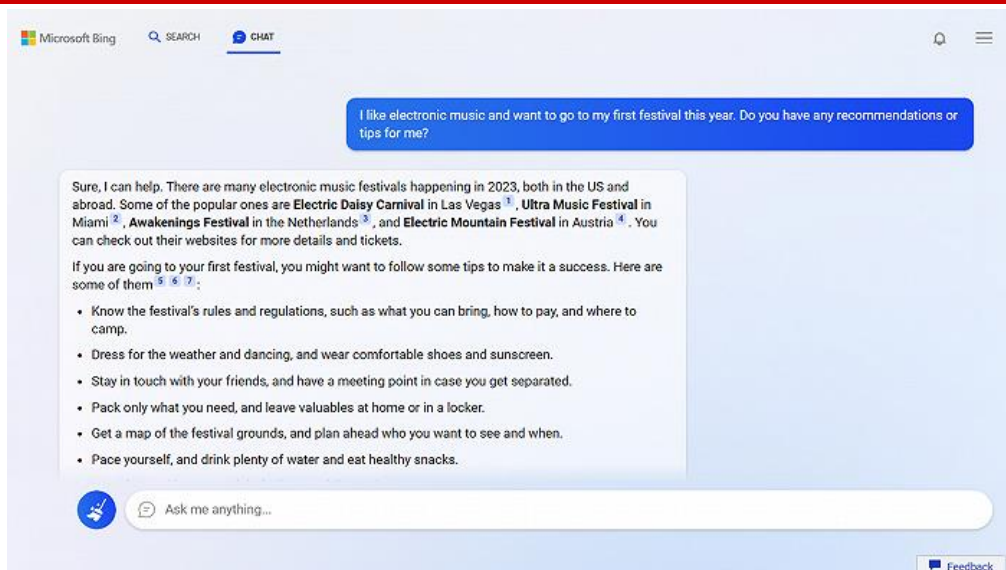 Microsoft Bing SEARCH CHAT
I like electronic music and want to go to my first festival this year. Do you have any recommendations or
tips for me?
Sure, I can help. There are many electronic music festivals happening in 2023, both in the US and
abroad. Some of the popular ones are Electric Daisy Carnival in Las Vegas 1 , Ultra Music Festival in
Miami 2 , Awakenings Festival in the Netherlands 3 , and Electric Mountain Festival in Austria 4 . You
can check out their websites for more details and tickets.
If you are going to your first festival, you might want to follow some tips to make it a success. Here are
some of them 5 6 7 :
• Know the festival's rules and regulations, such as what you can bring, how to pay, and where to
camp.
• Dress for the weather and dancing, and wear comfortable shoes and sunscreen.
• Stay in touch with your friends, and have a meeting point in case you get separated.
• Pack only what you need, and leave valuables at home or in a locker.
• Get a map of the festival grounds, and plan ahead who you want to see and when.
• Pace yourself, and drink plenty of water and eat healthy snacks.
Ask me anything...
Feedback